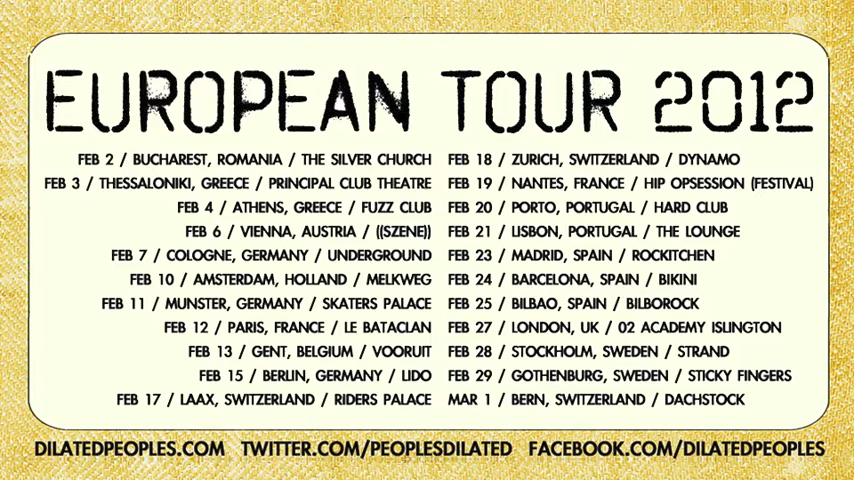 EUROPEAN TOUR 2012
FEB 2 / BUCHAREST, ROMANIA / THE SILVER CHURCH
FEB 3 / THESSALONIKI, GREECE / PRINCIPAL CLUB THEATRE
FEB 4 / ATHENS, GREECE / FUZZ CLUB
FEB 6 / VIENNA, AUSTRIA / ((SZENE))
FEB 7 / COLOGNE, GERMANY / UNDERGROUND
FEB 10 / AMSTERDAM, HOLLAND / MELKWEG
FEB 11 / MUNSTER, GERMANY / SKATERS PALACE
FEB 12 / PARIS, FRANCE / LE BATACLAN
FEB 13 / GENT, BELGIUM / VOORUIT
FEB 15 / BERLIN, GERMANY / LIDO
FEB 17 / LAAX, SWITZERLAND / RIDERS PALACE
FEB 18 / ZURICH, SWITZERLAND / DYNAMO
FEB 19 / NANTES, FRANCE / HIP OPSESSION (FESTIVAL)
FEB 20 / PORTO, PORTUGAL / HARD CLUB
FEB 21 / LISBON, PORTUGAL / THE LOUNGE
FEB 23 / MADRID, SPAIN / ROCKITCHEN
FEB 24 / BARCELONA, SPAIN / BIKINI
FEB 25 / BILBAO, SPAIN / BILBOROCK
FEB 27 / LONDON, UK / 02 ACADEMY ISLINGTON
FEB 28 / STOCKHOLM, SWEDEN / STRAND
FEB 29 / GOTHENBURG, SWEDEN / STICKY FINGERS
MAR 1 / BERN, SWITZERLAND / DACHSTOCK
DILATEDPEOPLES.COM TWITTER.COM/PEOPLESDILATED FACEBOOK.COM/DILATEDPEOPLES